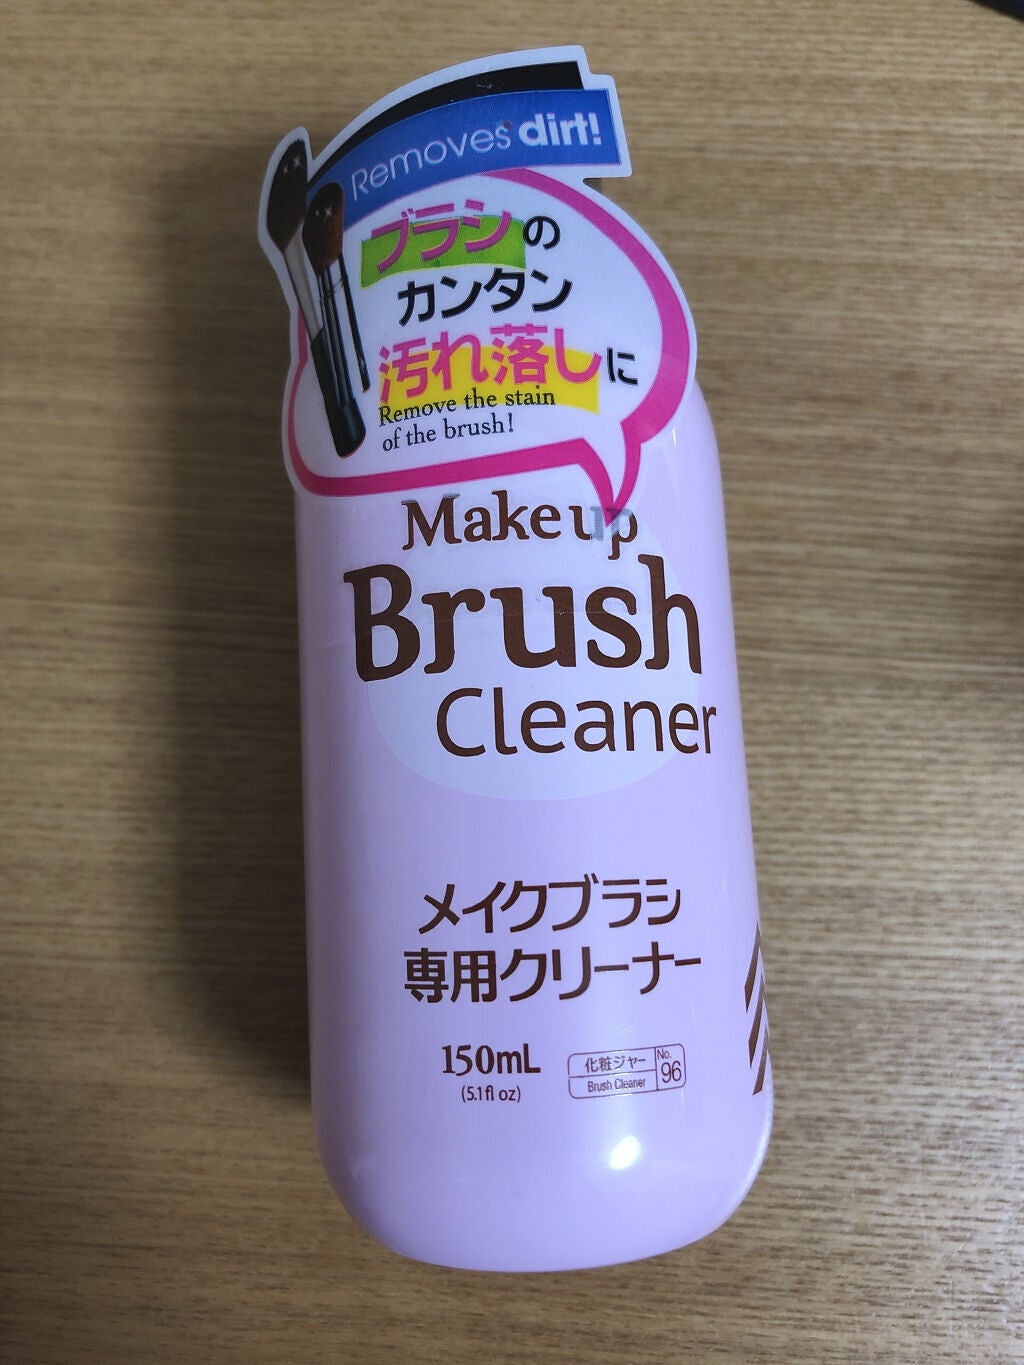 Removes dirt!
ブラシの
カンタン
汚れ落しに
Remove the stain
of the brush!
Make up
Brush
Cleaner
メイクブラシ
専用クリーナー
150mL
(5.1fl oz)
化粧ジャー
Brush Cleaner
No.
96